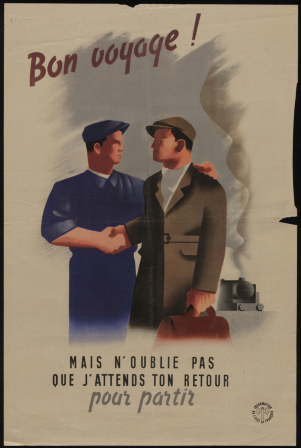 Bon voyage !
MAIS N'OUBLIE PAS
QUE J'ATTENDS TON RETOUR
pour partir